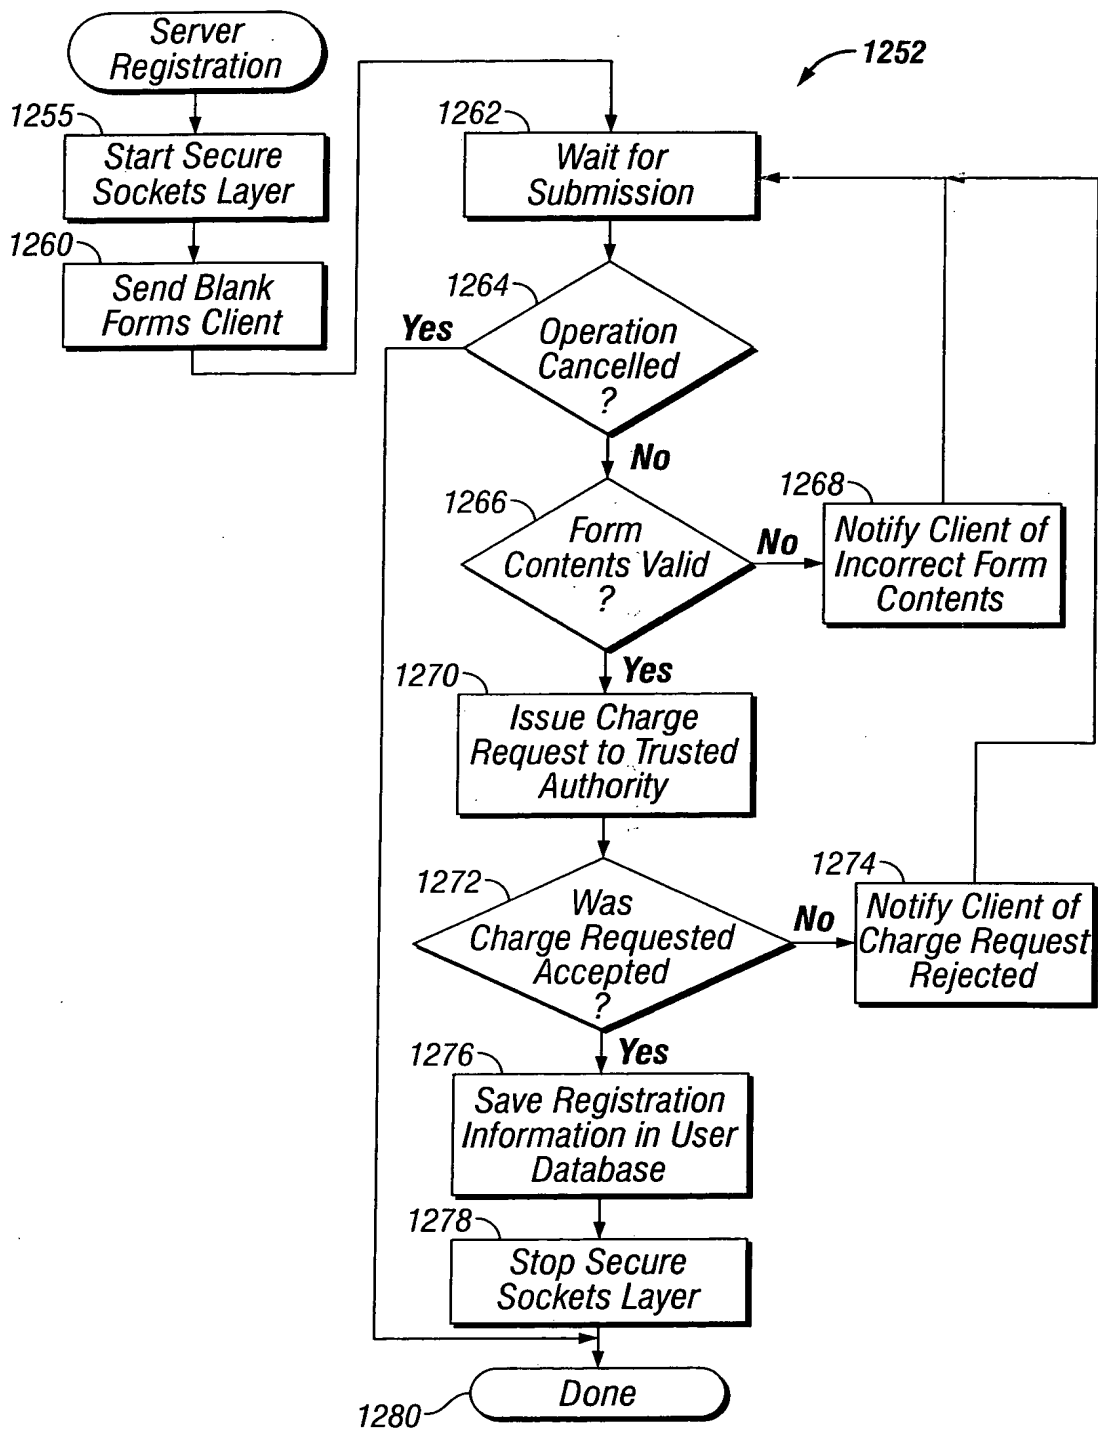 Server
Registration
1252
1255
Start Secure
Sockets Layer
1260
Send Blank
Forms Client
1262
Wait for
Submission
1264
Yes
Operation
Cancelled
?
No
1266
Form
Contents Valid
?
No
1268
Notify Client of
Incorrect Form
Contents
Yes
1270
Issue Charge
Request to Trusted
Authority
1272
Was
Charge Requested
Accepted
?
No
1274
Notify Client of
Charge Request
Rejected
Yes
1276
Save Registration
Information in User
Database
1278
Stop Secure
Sockets Layer
Done
1280